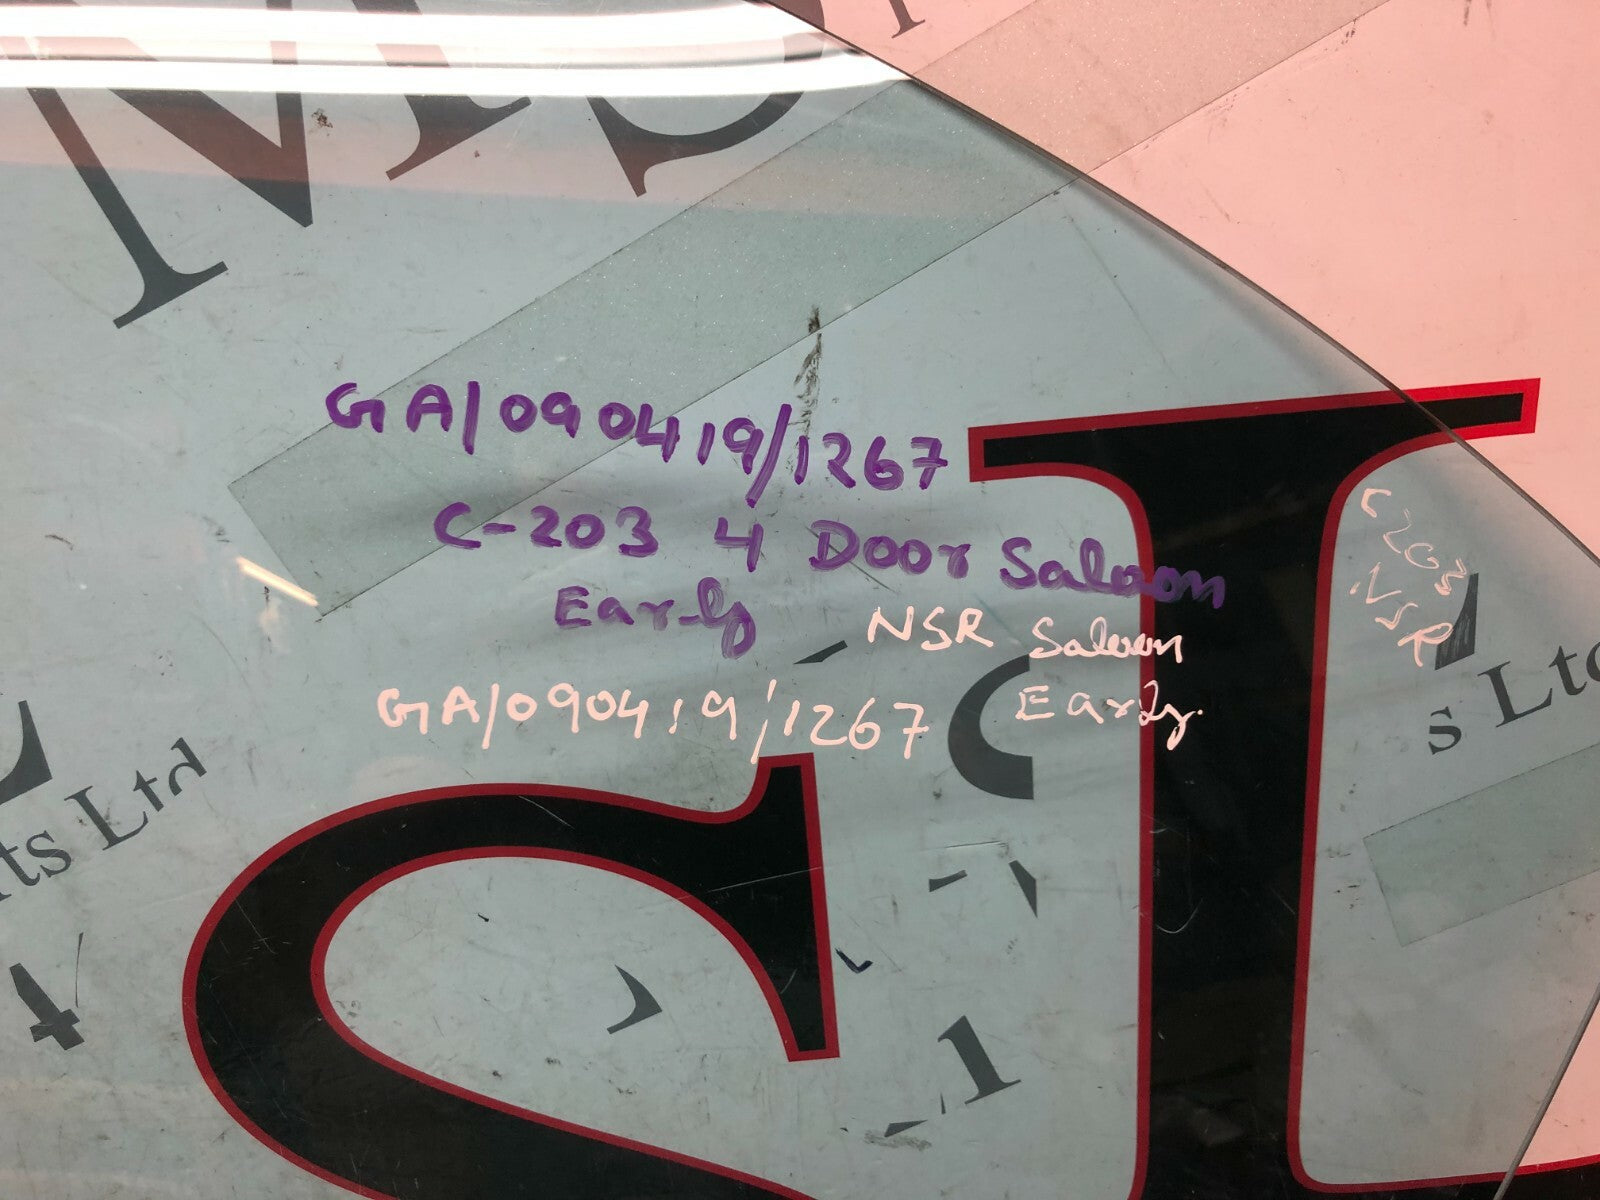 GA/090419/1267
C-203 4 Door Saloon
Early
NSR Saloon
Early
GA/090419/1267
C203
NSR
s Ltd
ts Ltd